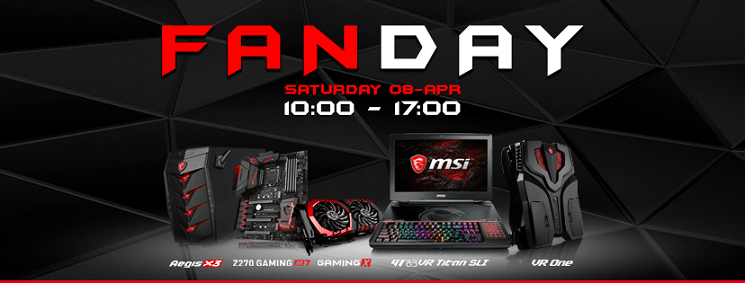 FANDAY
SATURDAY 08-APR
10:00 - 17:00
msi
Aegis X3 Z270 GAMING M7 GAMING X GT83VR Titan SLI VR One